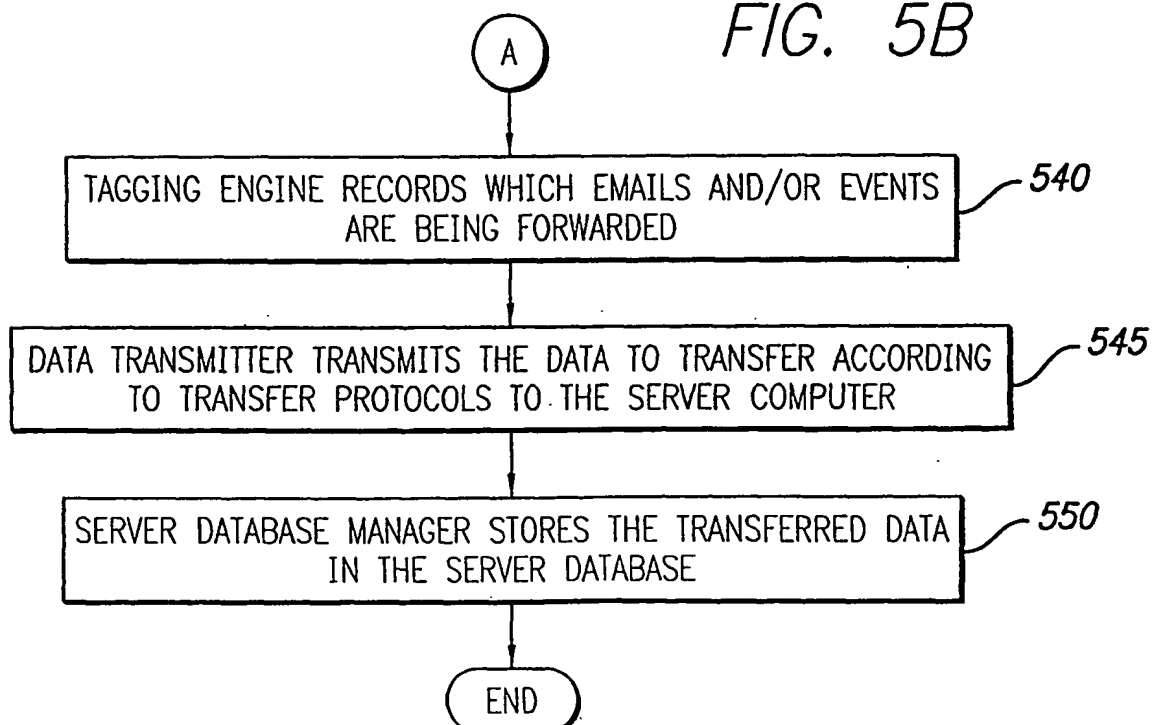 FIG. 5B
A
TAGGING ENGINE RECORDS WHICH EMAILS AND/OR EVENTS
ARE BEING FORWARDED
540
DATA TRANSMITTER TRANSMITS THE DATA TO TRANSFER ACCORDING
TO TRANSFER PROTOCOLS TO THE SERVER COMPUTER
545
SERVER DATABASE MANAGER STORES THE TRANSFERRED DATA
IN THE SERVER DATABASE
550
END